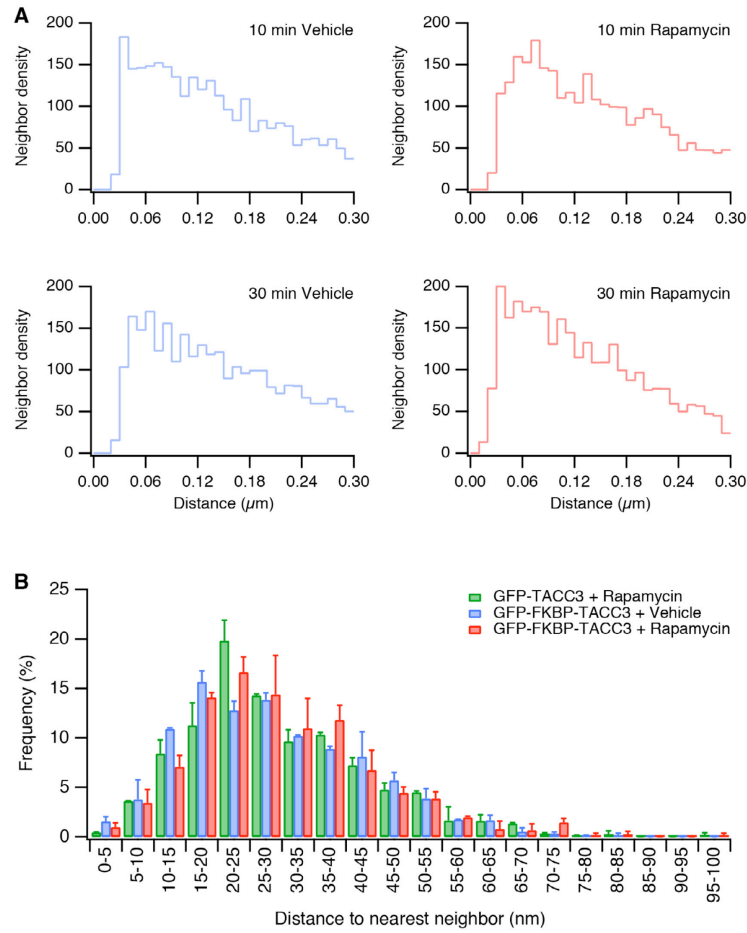 A
10 min Vehicle
Neighbor density
200
150
100
50
0
0.00 0.06 0.12 0.18 0.24 0.30
10 min Rapamycin
Neighbor density
200
150
100
50
0
0.00 0.06 0.12 0.18 0.24 0.30
30 min Vehicle
Neighbor density
200
150
100
50
0
0.00 0.06 0.12 0.18 0.24 0.30
Distance (µm)
30 min Rapamycin
Neighbor density
200
150
100
50
0
0.00 0.06 0.12 0.18 0.24 0.30
Distance (µm)
B
GFP-TACC3 + Rapamycin
GFP-FKBP-TACC3 + Vehicle
GFP-FKBP-TACC3 + Rapamycin
Frequency (%)
25
20
15
10
5
0
0-5 5-10 10-15 15-20 20-25 25-30 30-35 35-40 40-45 45-50 50-55 55-60 60-65 65-70 70-75 75-80 80-85 85-90 90-95 95-100
Distance to nearest neighbor (nm)